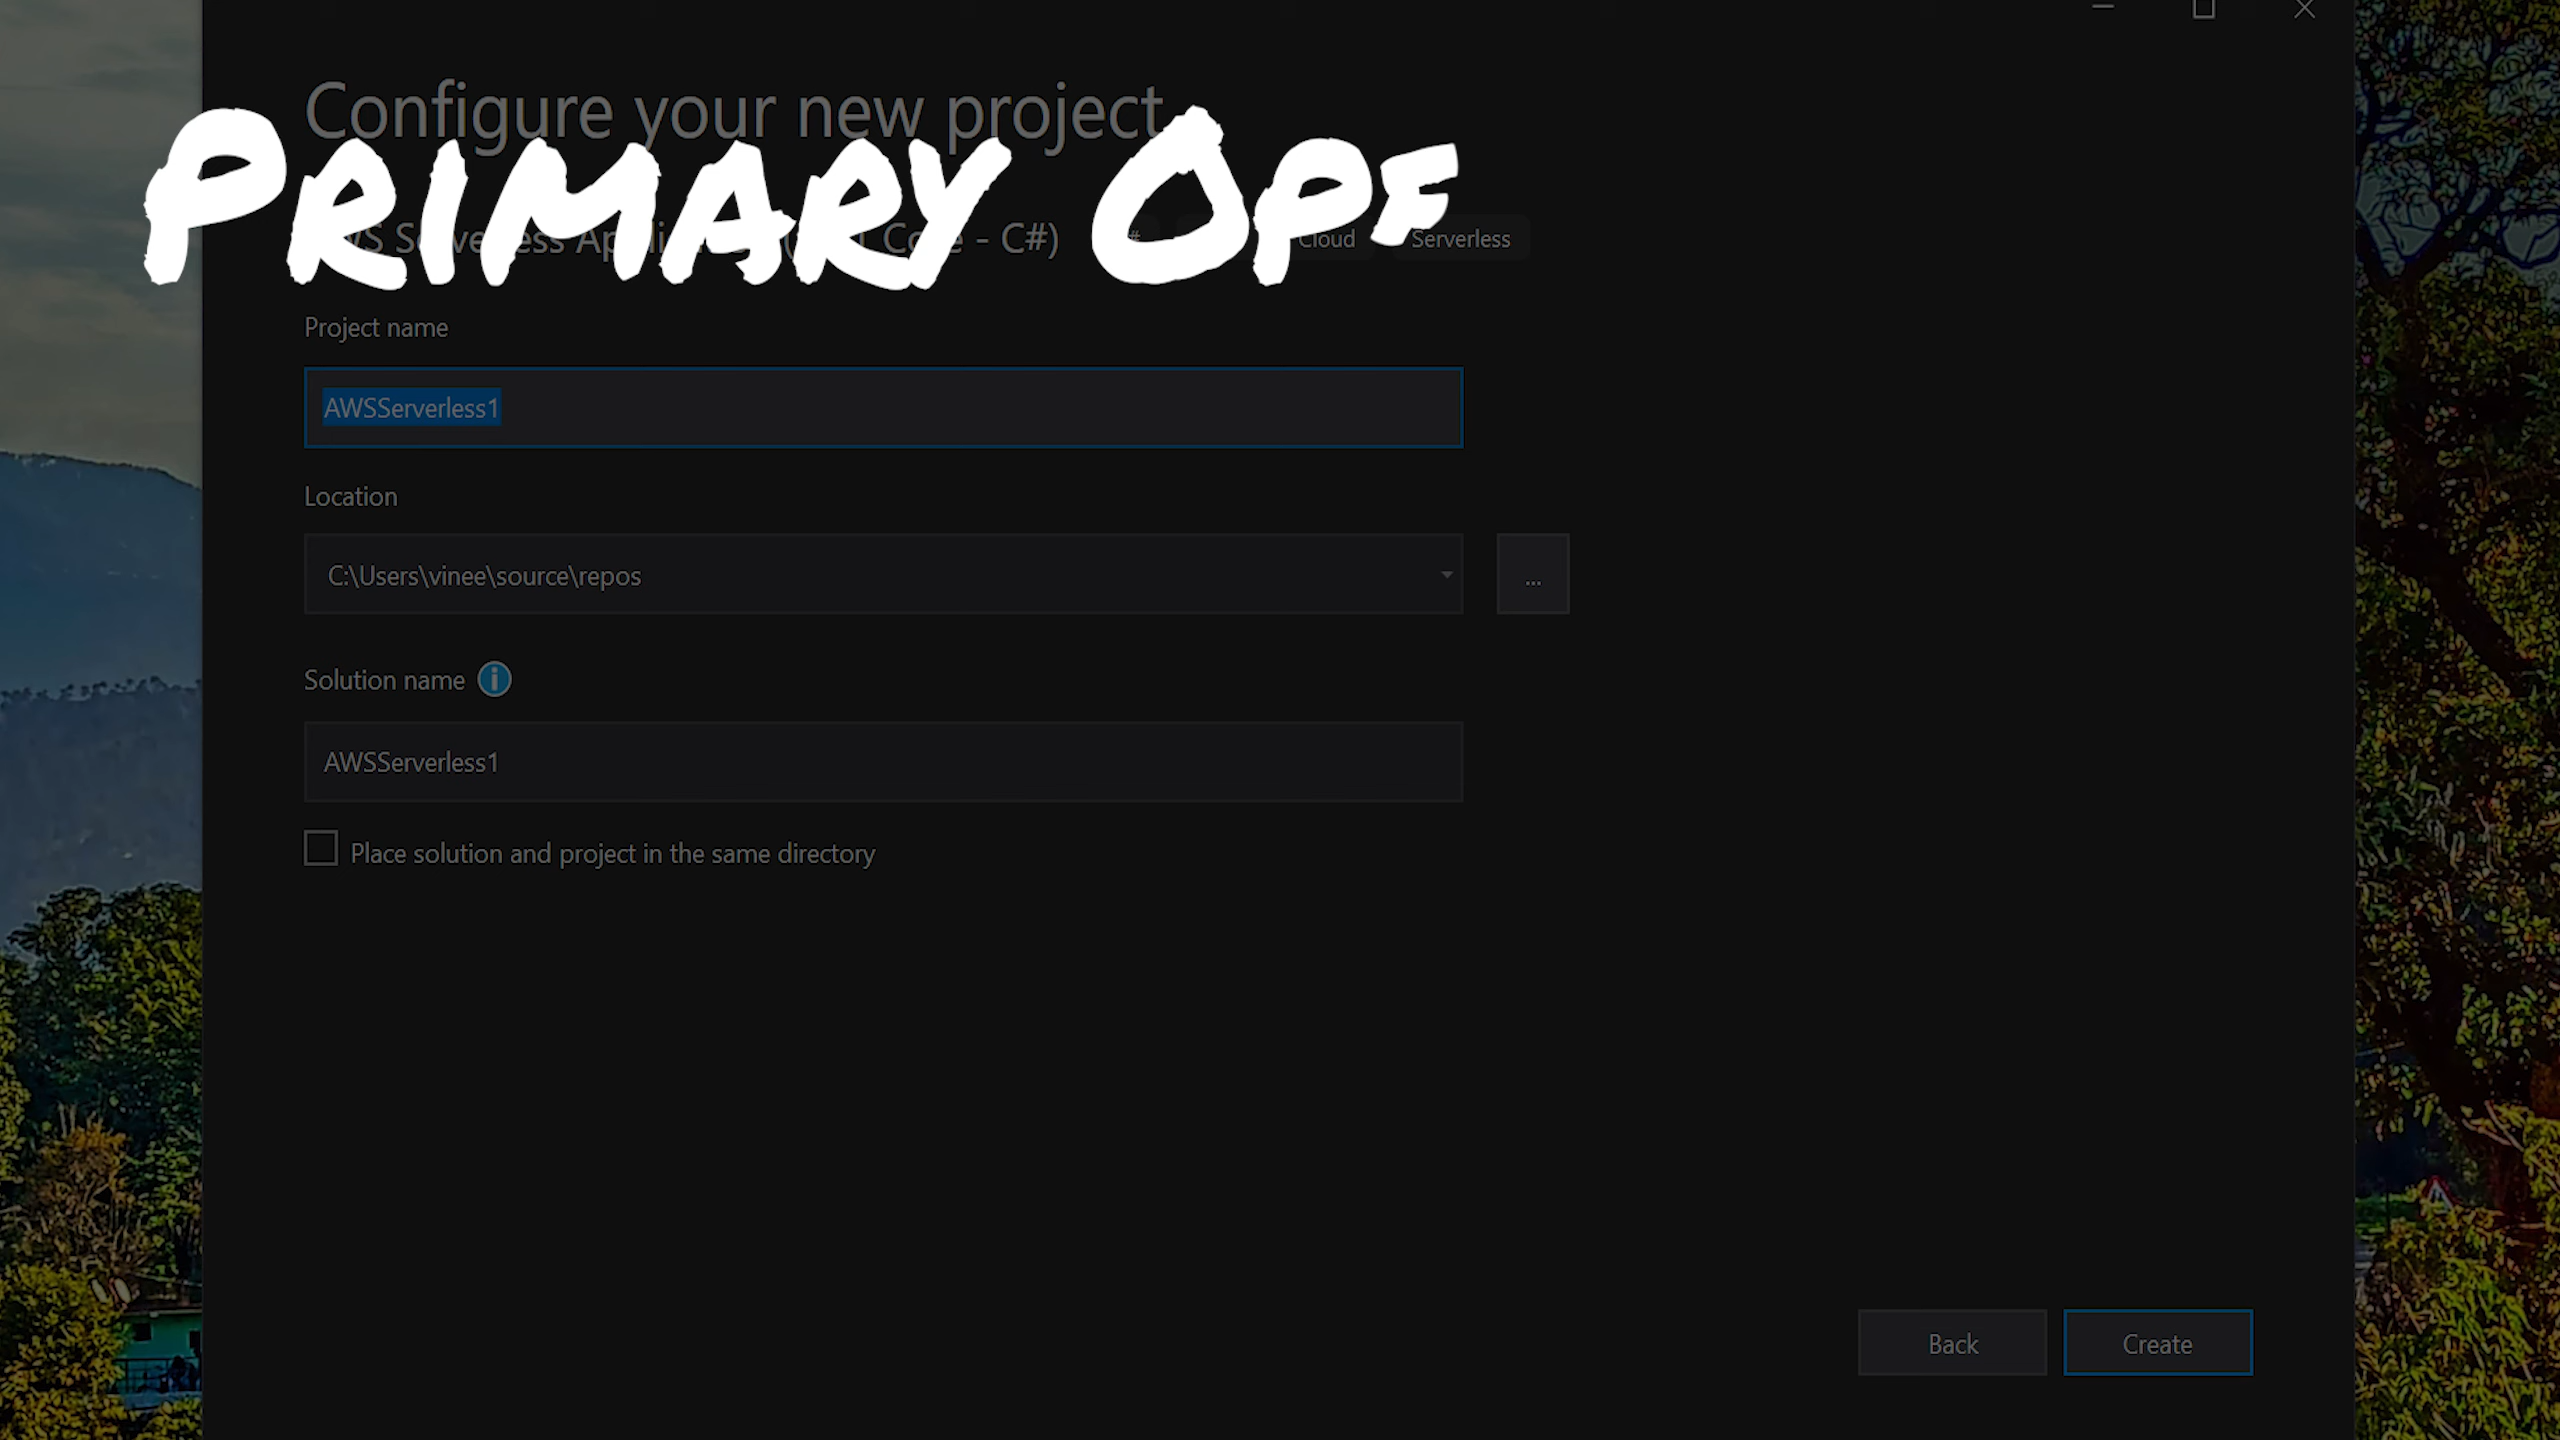 Configure your new project
PRIMARY OPF
Core - C#)
Cloud
Serverless
Project name
AWSServerless1
Location
C:\Users\vinee\source\repos
...
Solution name
AWSServerless1
Place solution and project in the same directory
Back
Create